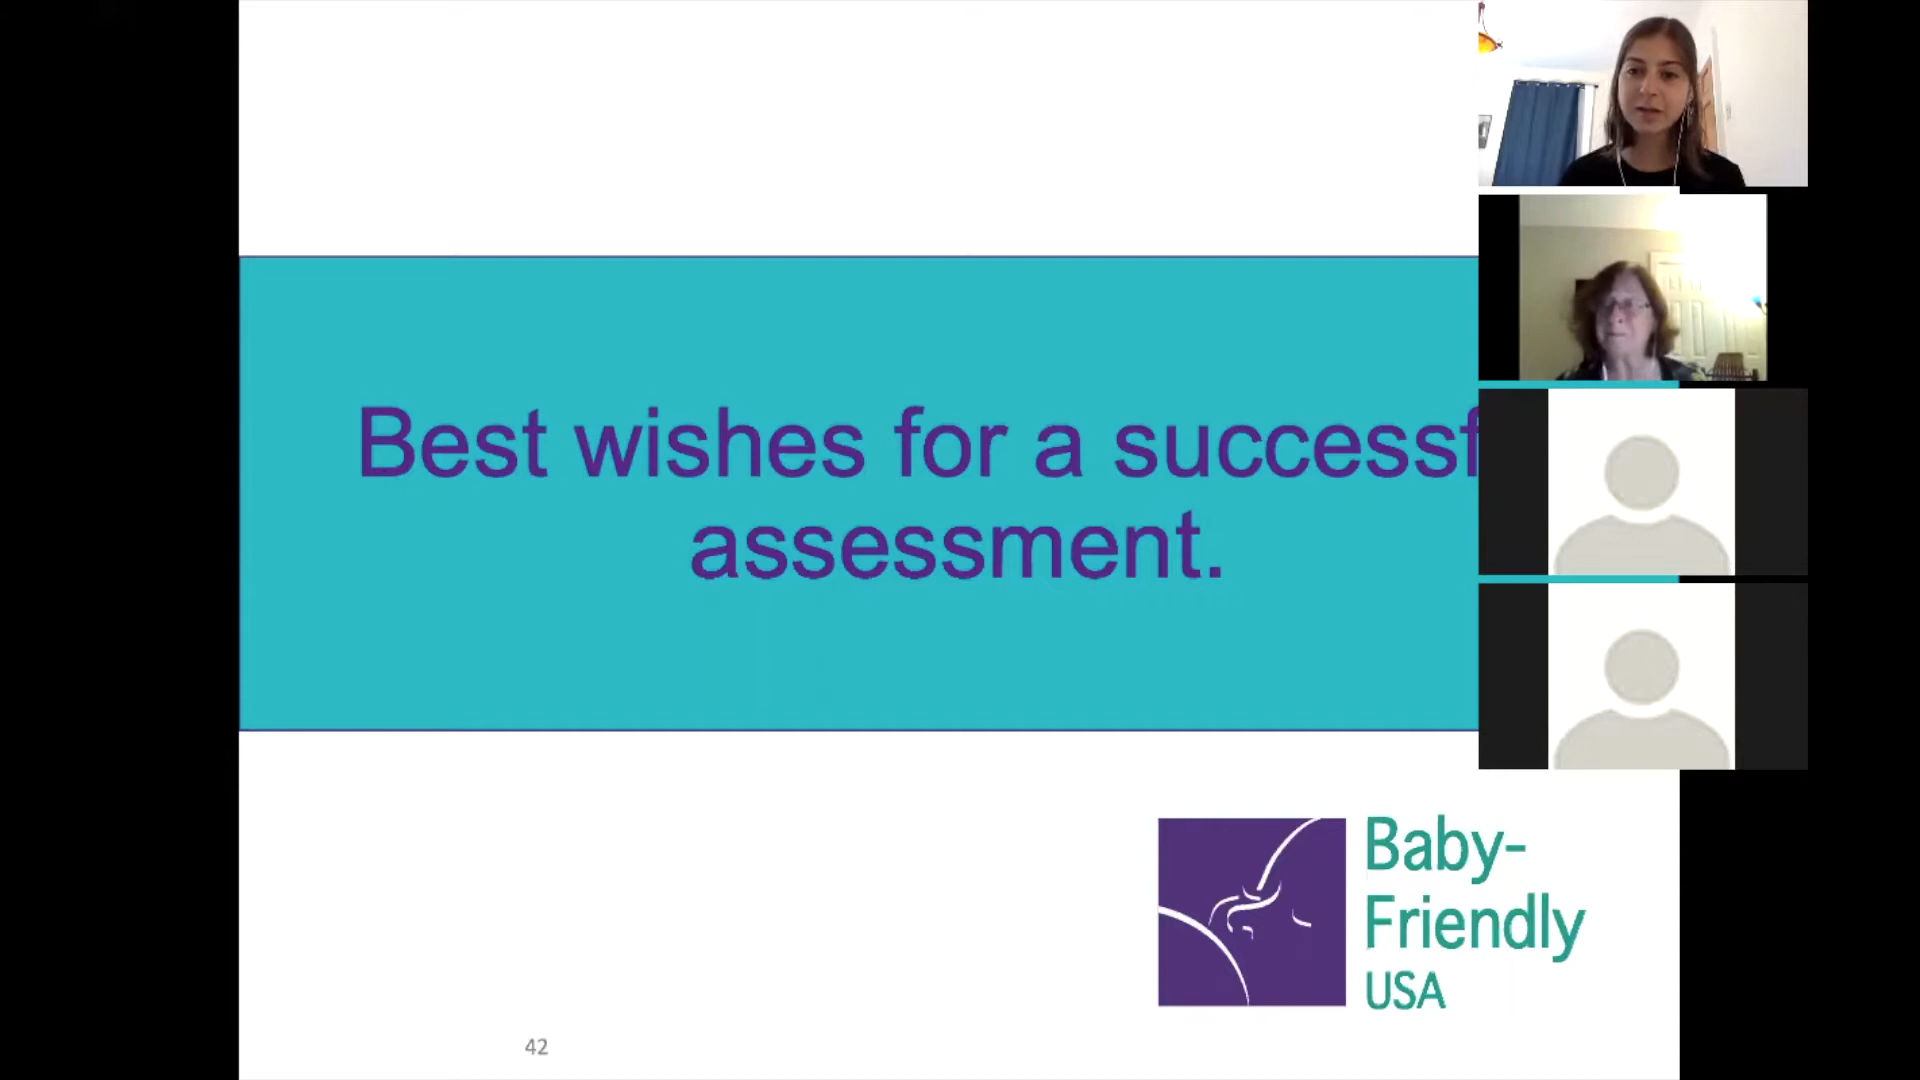 Best wishes for a successf
assessment.
Baby-
Friendly
USA
42